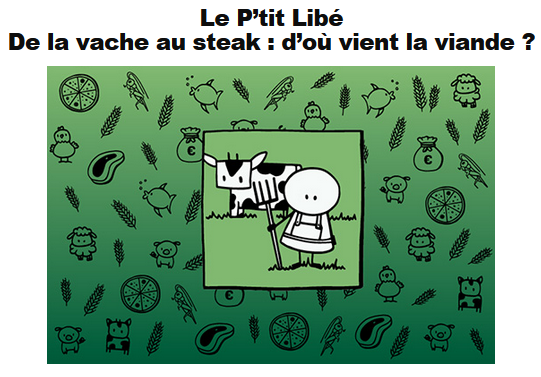 Le P’tit Libé
De la vache au steak : d’où vient la viande ?
€
€
€